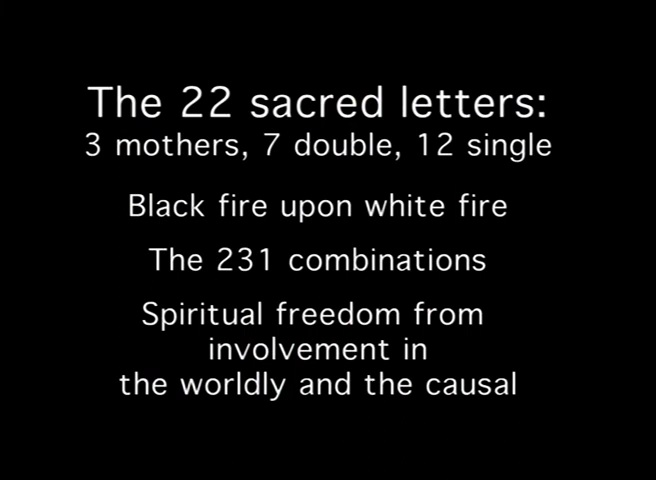 The 22 sacred letters:
3 mothers, 7 double, 12 single
Black fire upon white fire
The 231 combinations
Spiritual freedom from
involvement in
the worldly and the causal